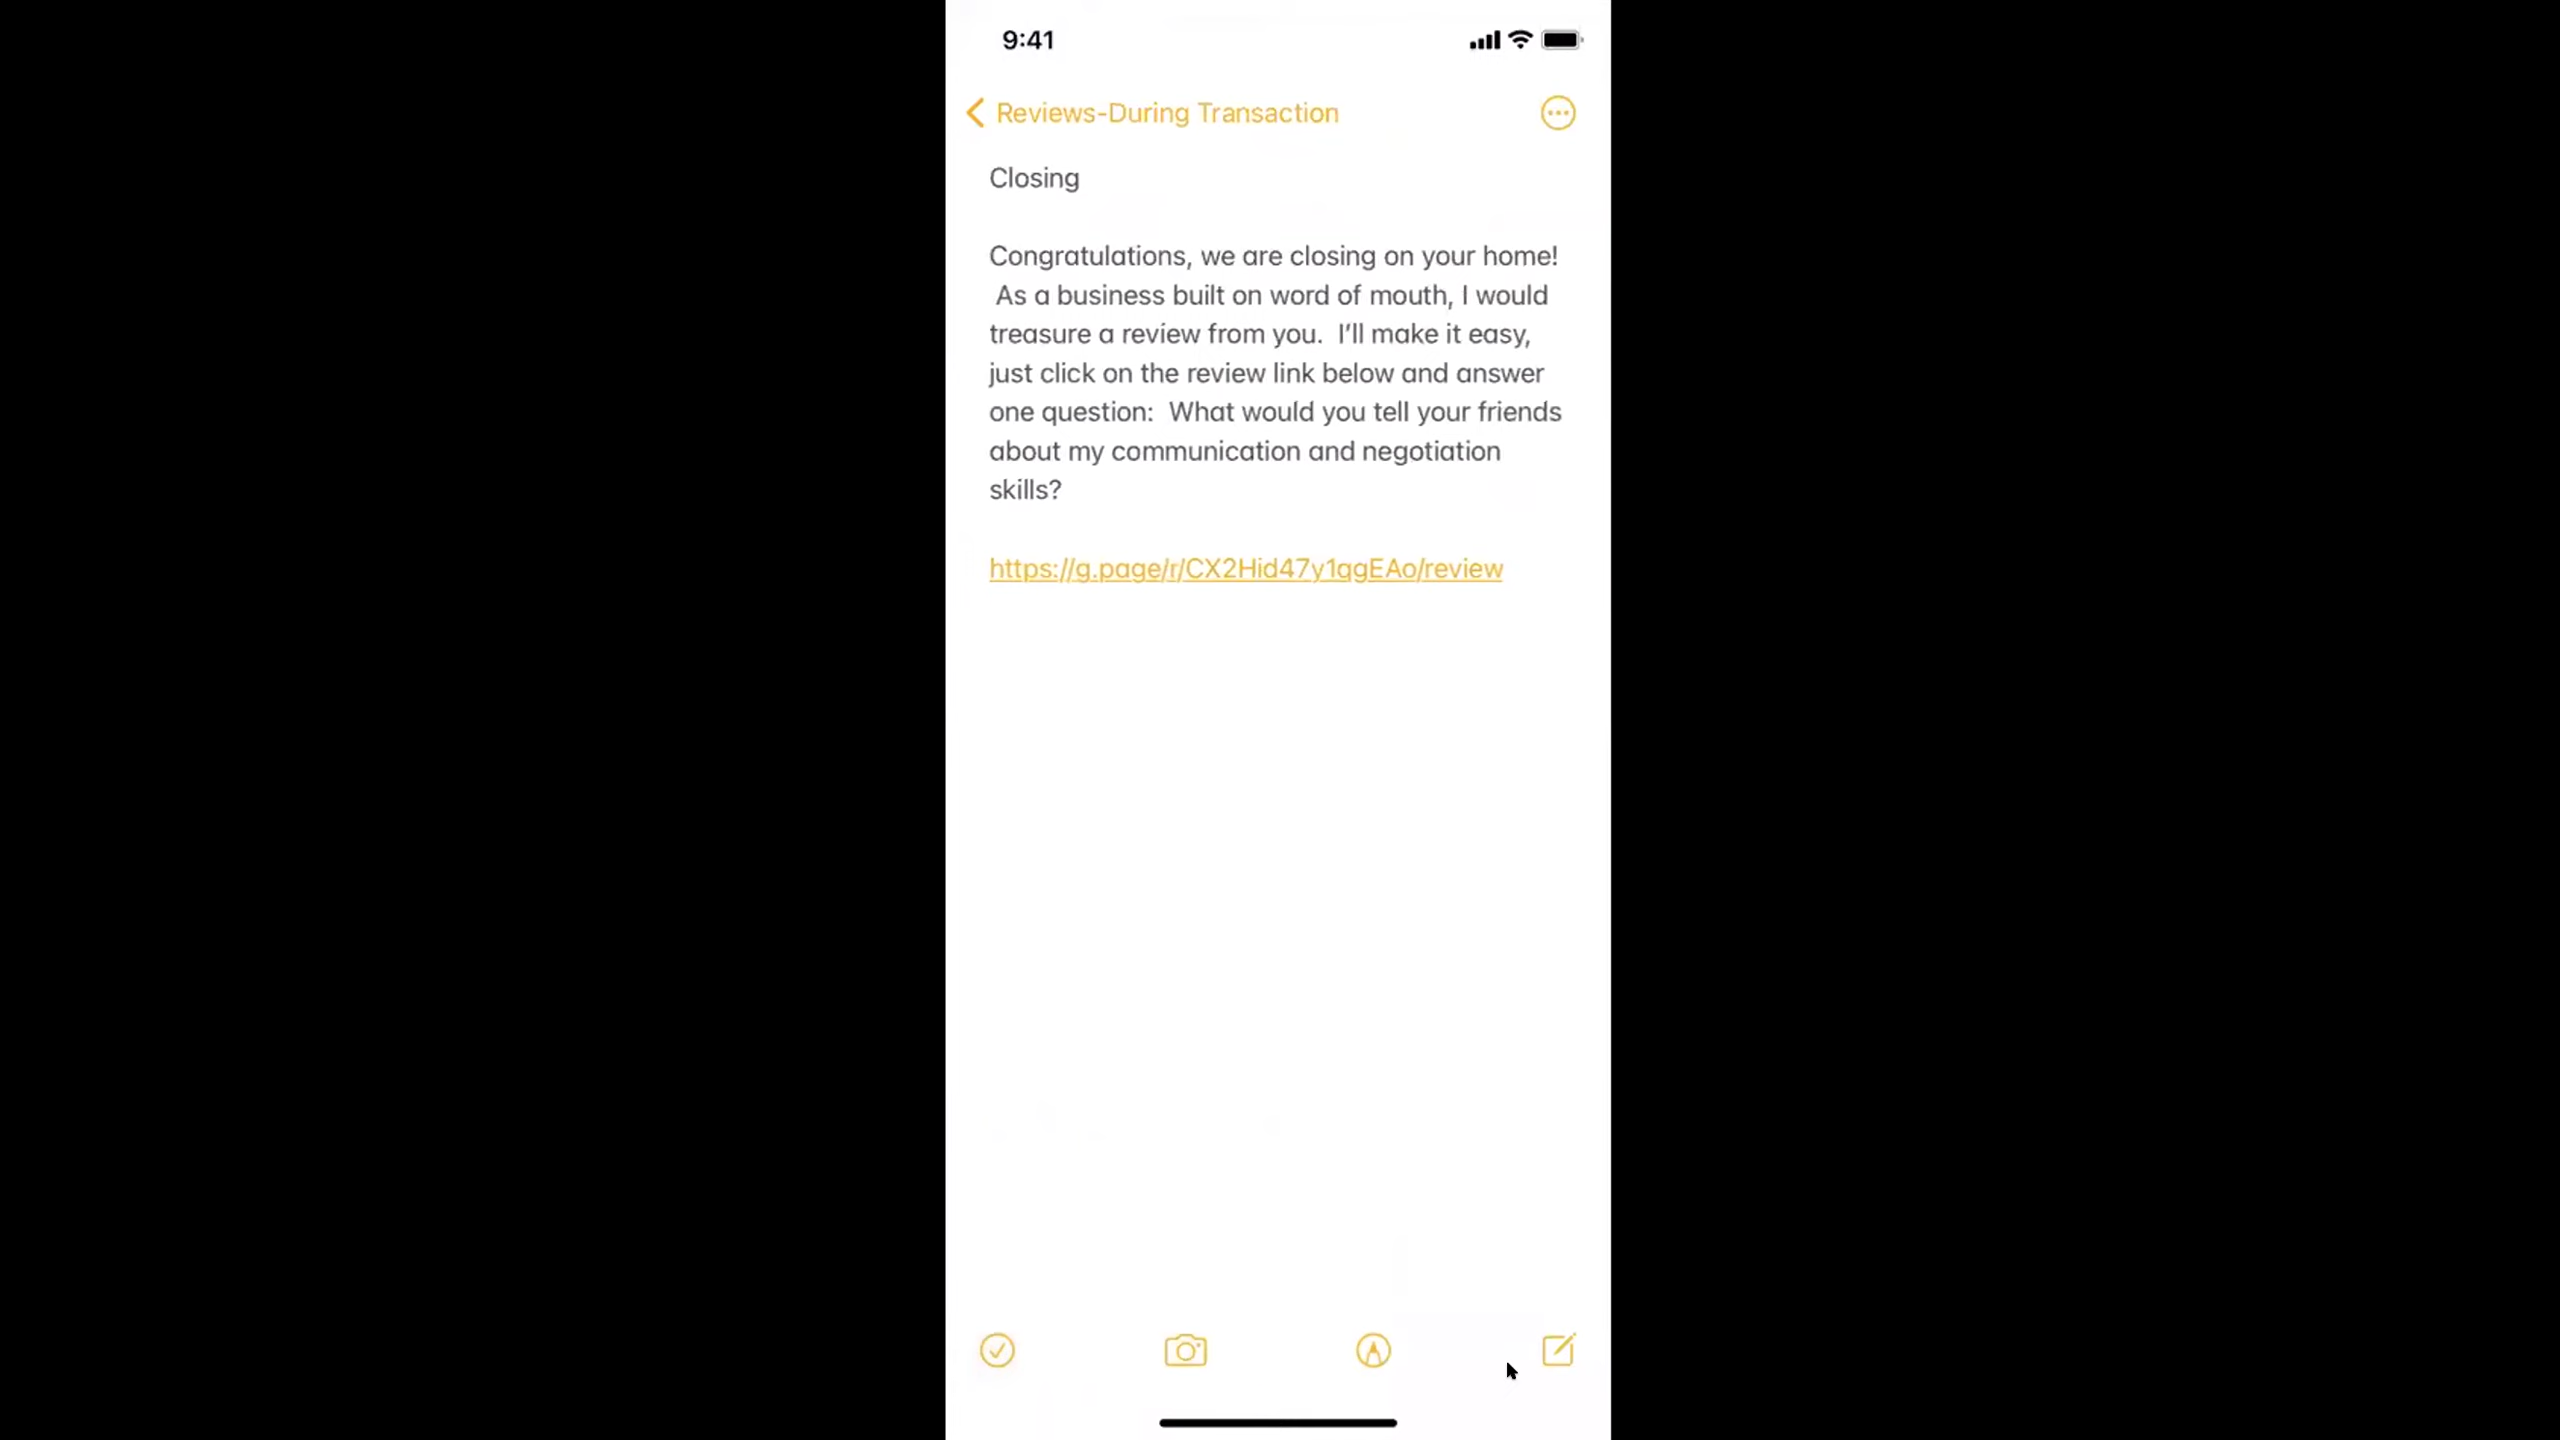 9:41
Reviews-During Transaction
Closing
Congratulations, we are closing on your home!
As a business built on word of mouth, I would
treasure a review from you.  I’ll make it easy,
just click on the review link below and answer
one question:  What would you tell your friends
about my communication and negotiation
skills?
https://g.page/r/CX2Hid47y1qgEAo/review